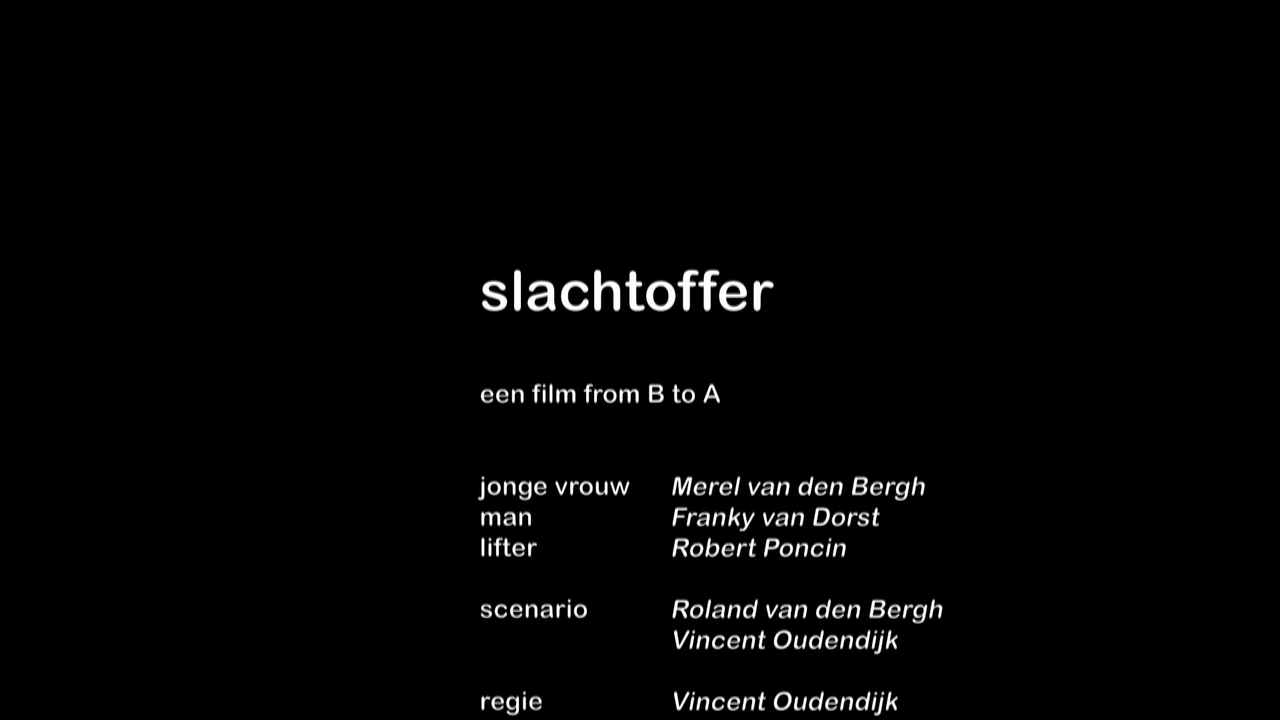 slachtoffer
een film from B to A
jonge vrouw Merel van den Bergh
man Franky van Dorst
lifter Robert Poncin
scenario Roland van den Bergh
Vincent Oudendijk
regie Vincent Oudendijk